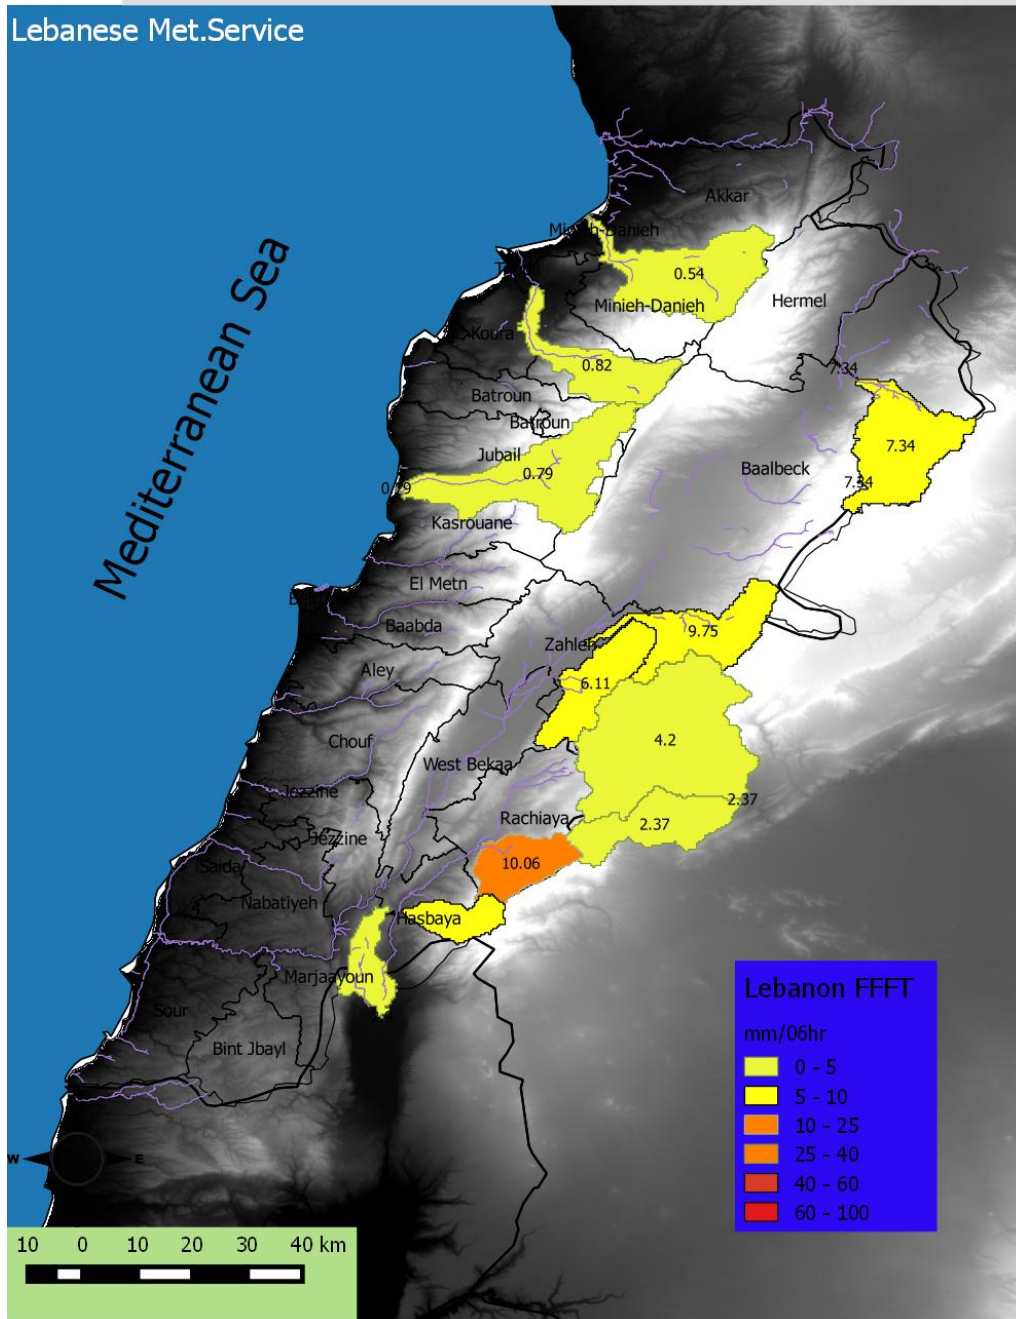 Lebanese Met.Service
Akkar
Minieh-Danieh
0.54
Hermel
Minieh-Danieh
Mediterranean Sea
Koura
0.82
7.34
Batroun
Batroun
7.34
Jubail
0.79
Baalbeck
0.79
7.34
Kasrouane
El Metn
Baabda
9.75
Zahleh
Aley
6.11
Chouf
4.2
West Bekaa
Jezzine
2.37
Rachiaya
2.37
Jezzine
10.06
Saida
Nabatiyeh
Hasbaya
Marjaayoun
Sour
Bint Jbayl
Lebanon FFFT
mm/06hr
0 - 5
5 - 10
10 - 25
25 - 40
40 - 60
60 - 100
W E
10 0 10 20 30 40 km